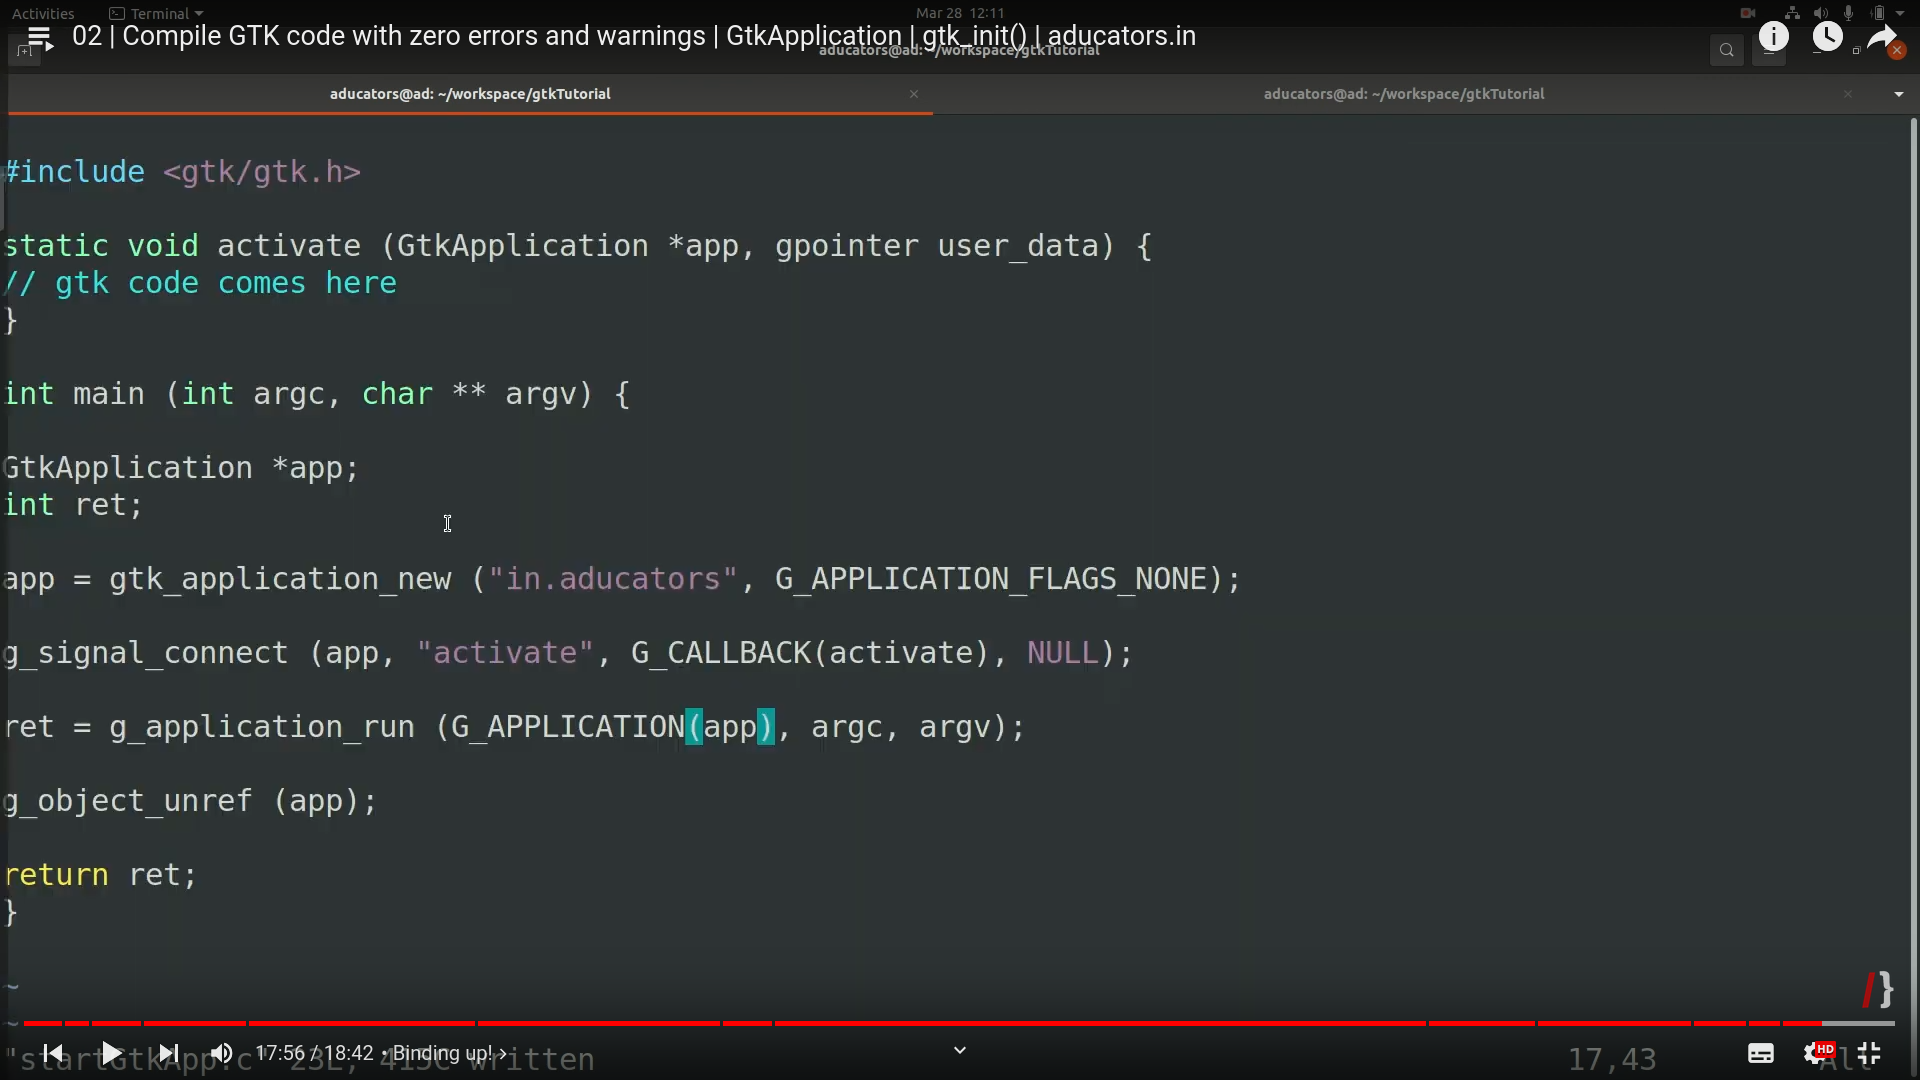 Activities Terminal Mar 28 12:11
02 | Compile GTK code with zero errors and warnings | GtkApplication | gtk_init() | aducators.in
aducators@ad: ~/workspace/gtkTutorial
aducators@ad: ~/workspace/gtkTutorial aducators@ad: ~/workspace/gtkTutorial
#include <gtk/gtk.h>
static void activate (GtkApplication *app, gpointer user_data) {
// gtk code comes here
}
int main (int argc, char ** argv) {
GtkApplication *app;
int ret;
app = gtk_application_new ("in.aducators", G_APPLICATION_FLAGS_NONE);
g_signal_connect (app, "activate", G_CALLBACK(activate), NULL);
ret = g_application_run (G_APPLICATION(app), argc, argv);
g_object_unref (app);
return ret;
}
~
/}
~
17:56 / 18:42 • Binding up! HD
"startGtkApp.c" 23L, 415C written 17,43 All